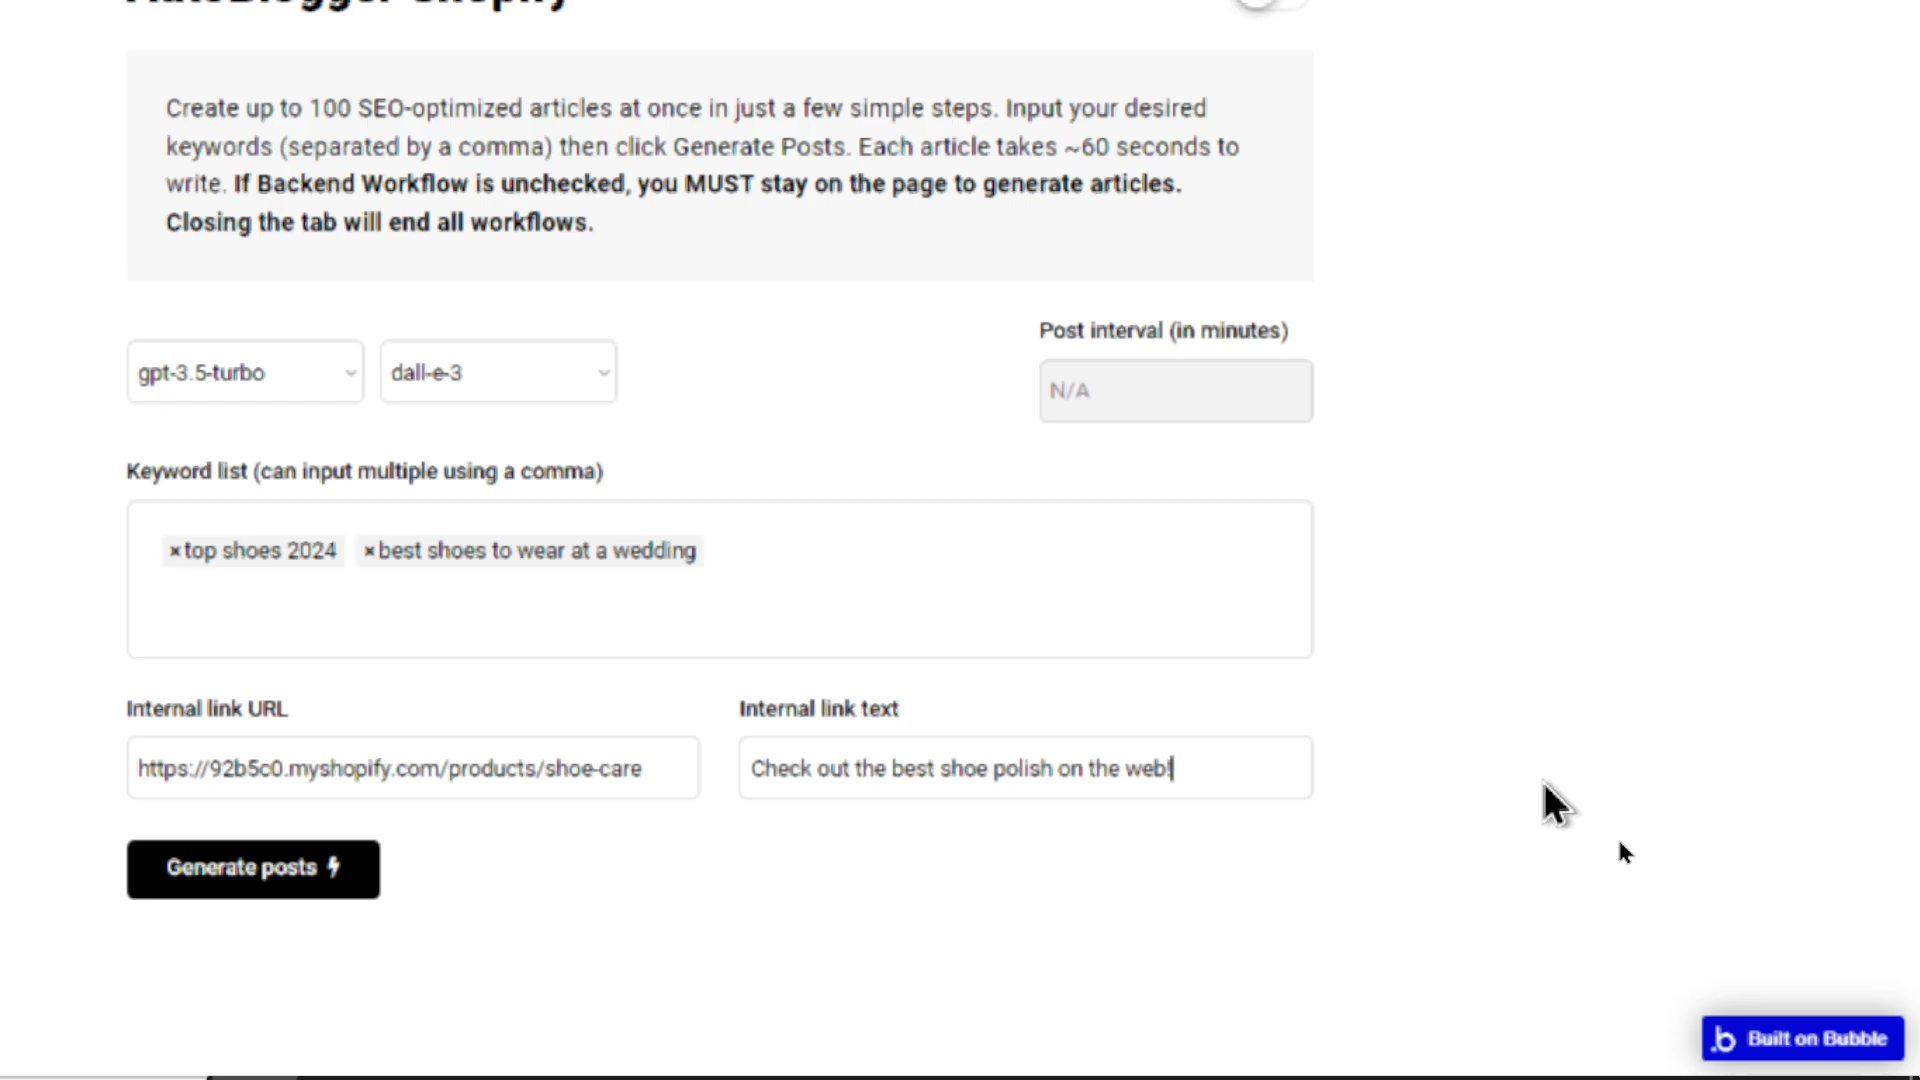 AutoBlogger Shopify
Create up to 100 SEO-optimized articles at once in just a few simple steps. Input your desired
keywords (separated by a comma) then click Generate Posts. Each article takes ~60 seconds to
write. If Backend Workflow is unchecked, you MUST stay on the page to generate articles.
Closing the tab will end all workflows.
Post interval (in minutes)
gpt-3.5-turbo
dall-e-3
N/A
Keyword list (can input multiple using a comma)
×top shoes 2024 ×best shoes to wear at a wedding
Internal link URL
Internal link text
https://92b5c0.myshopify.com/products/shoe-care
Check out the best shoe polish on the web!
Generate posts
.b Built on Bubble